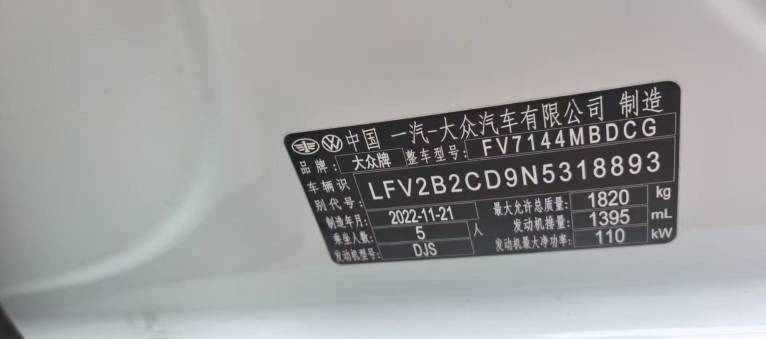 中国 一汽-大众汽车有限公司 制造
品牌: 大众牌 整车型号: FV7144MBDCG
车辆识别代号: LFV2B2CD9N5318893
制造年月: 2022-11-21 最大允许总质量: 1820 kg
乘坐人数: 5 人 发动机排量: 1395 mL
发动机型号: DJS 发动机最大净功率: 110 kW